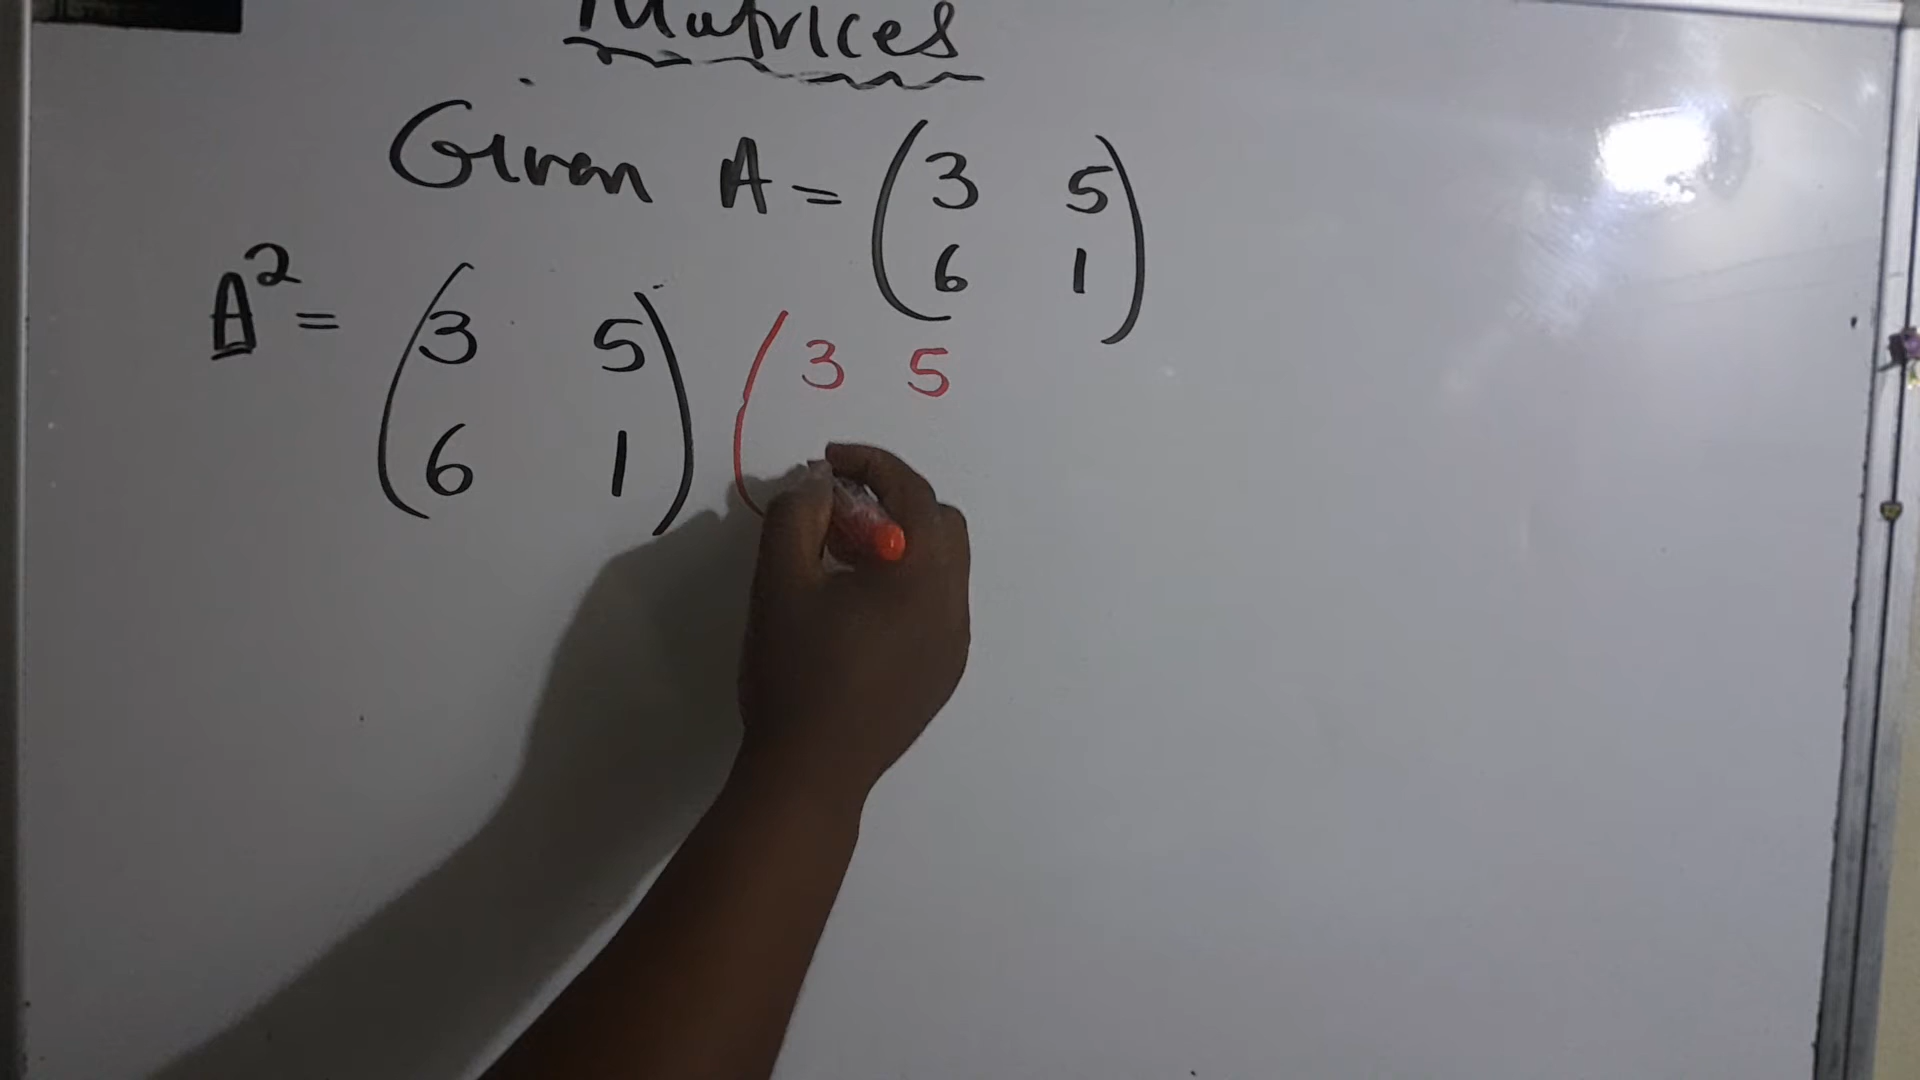 Matrices
Given A = (3 5
6 1)
A² = (3 5
6 1) (3 5